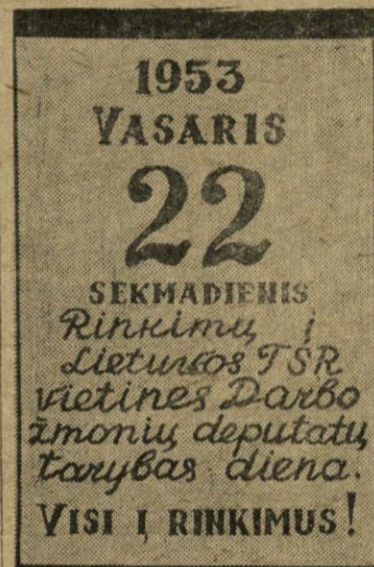 1953
VASARIS
22
SEKMADIENIS
Rinkimų į
Lietuvos TSR
vietines Darbo
žmonių deputatų
tarybas diena.
VISI Į RINKIMUS!